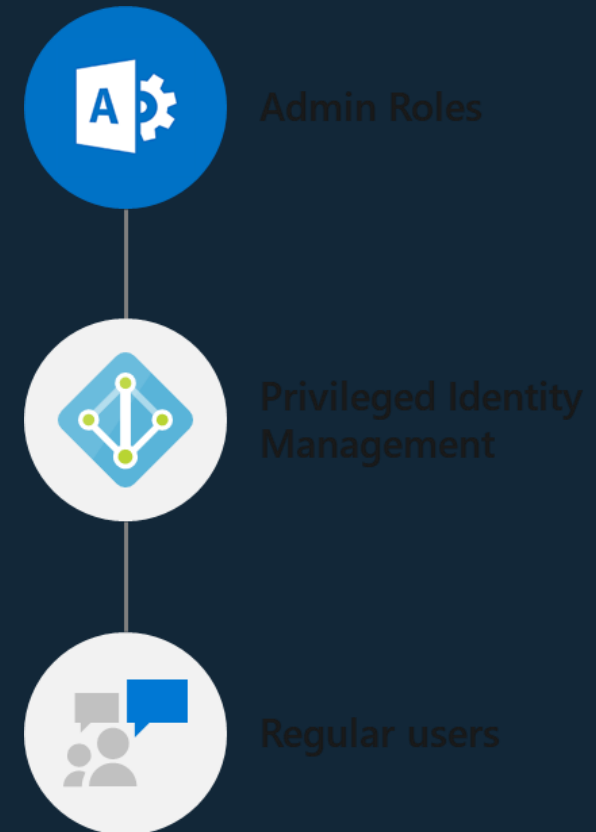 A
Admin Roles
Privileged Identity
Management
Regular users